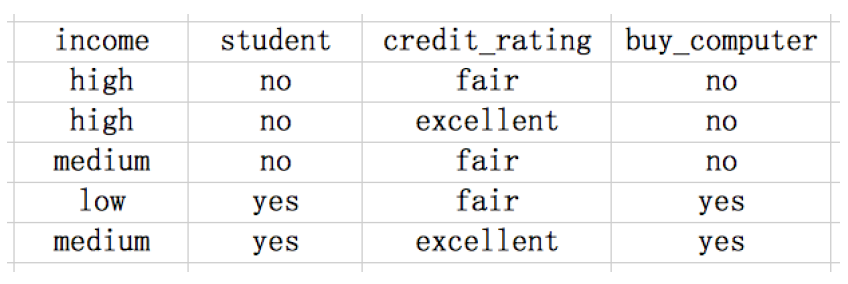 income student credit_rating buy_computer
high no fair no
high no excellent no
medium no fair no
low yes fair yes
medium yes excellent yes